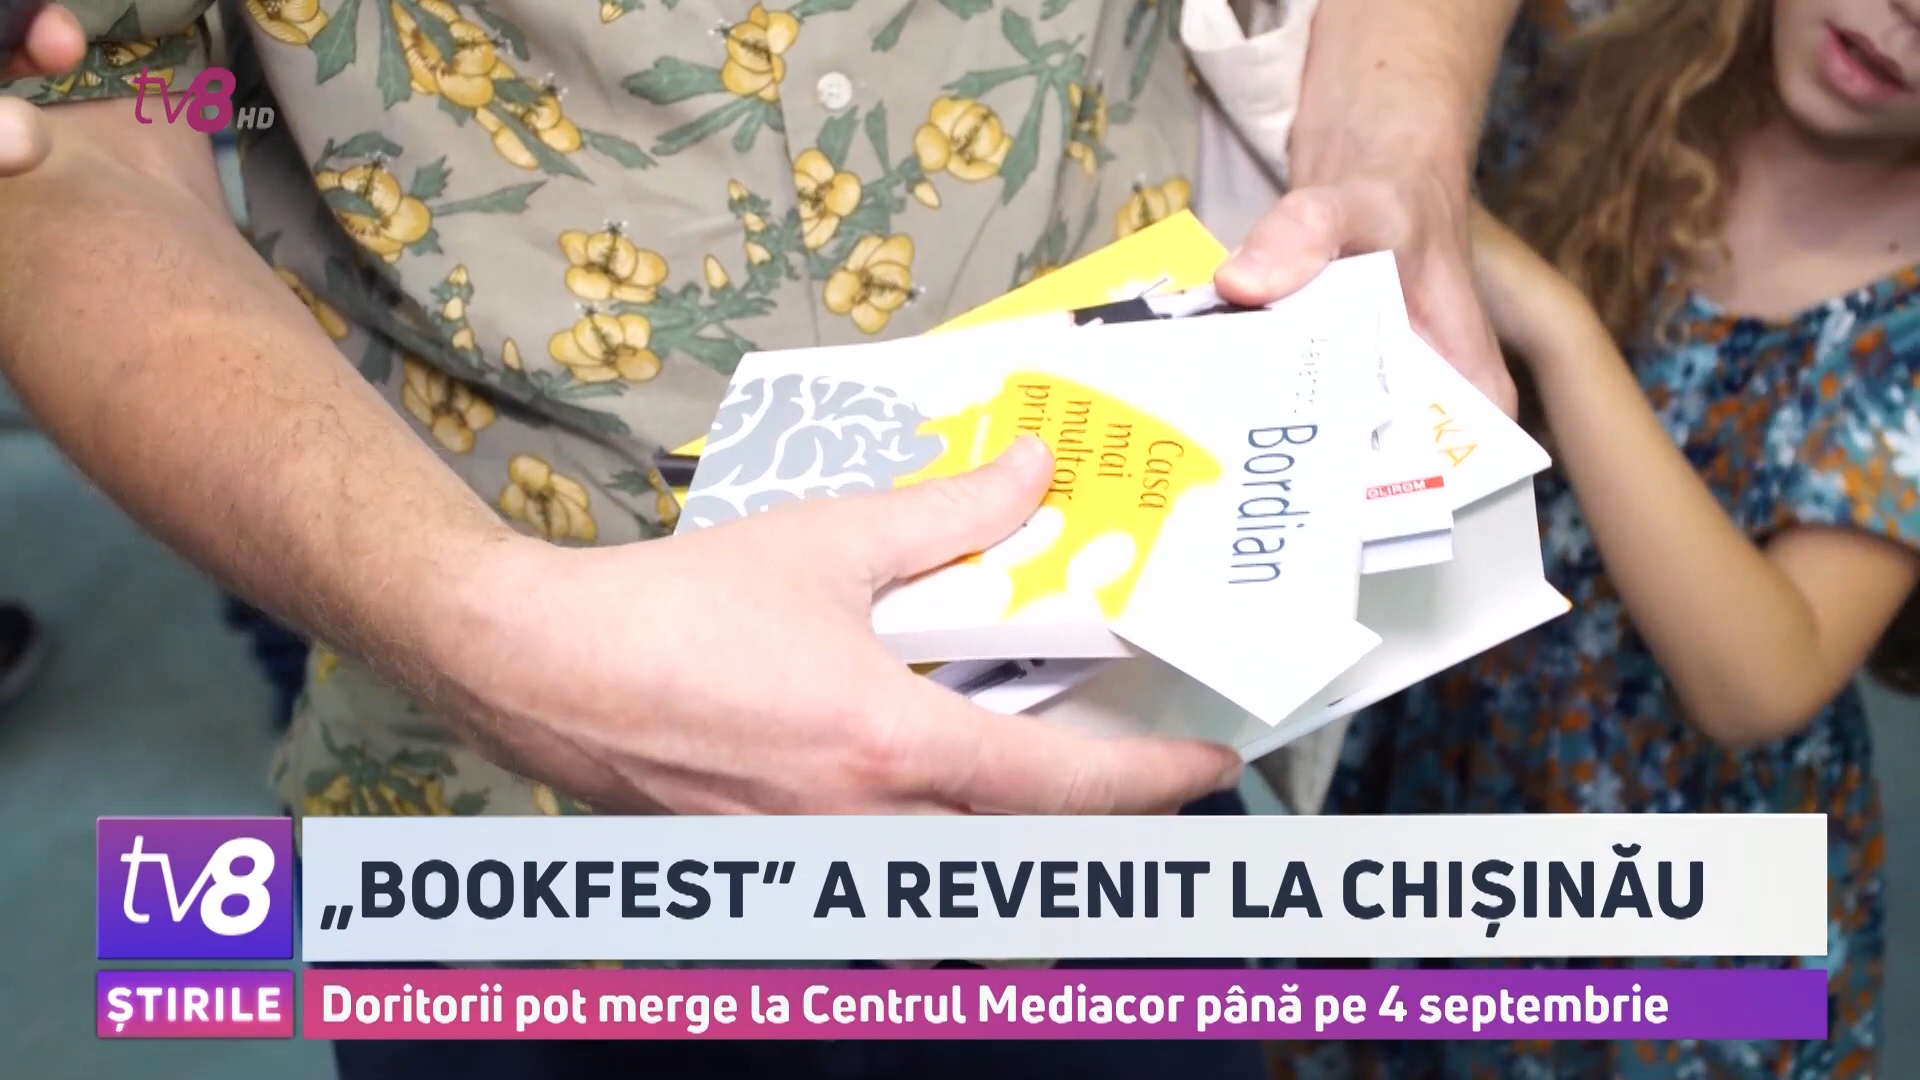 tv8 HD
Casa
mai
multor
Bordian
OLIROM
tv8
„BOOKFEST” A REVENIT LA CHIȘINĂU
ȘTIRILE
Doritorii pot merge la Centrul Mediacor până pe 4 septembrie